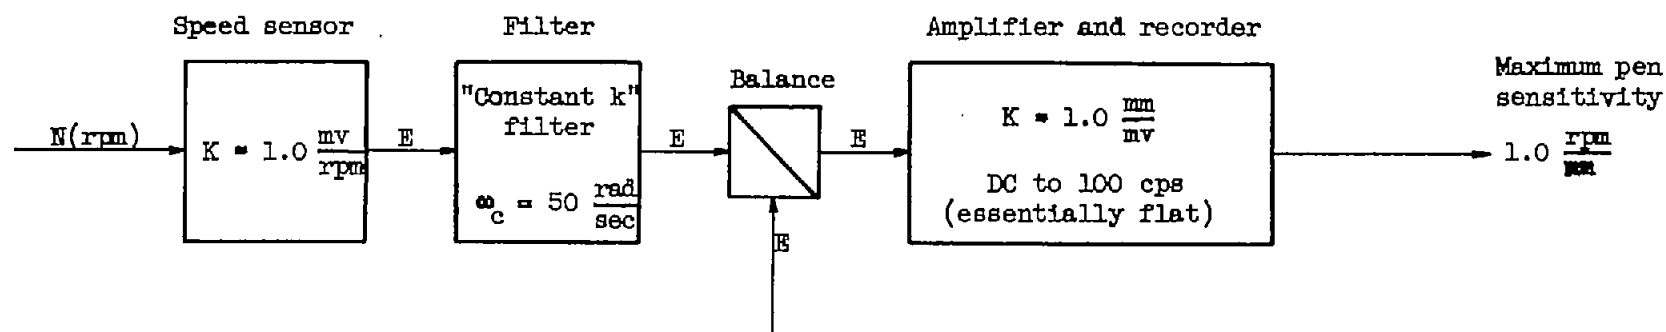 Speed sensor
Filter
Amplifier and recorder
Balance
Maximum pen
sensitivity
N(rpm)
K = 1.0 mv/rpm
E
"Constant k"
filter
ω_c = 50 rad/sec
E
E
K = 1.0 mm/mv
DC to 100 cps
(essentially flat)
1.0 rpm/
E